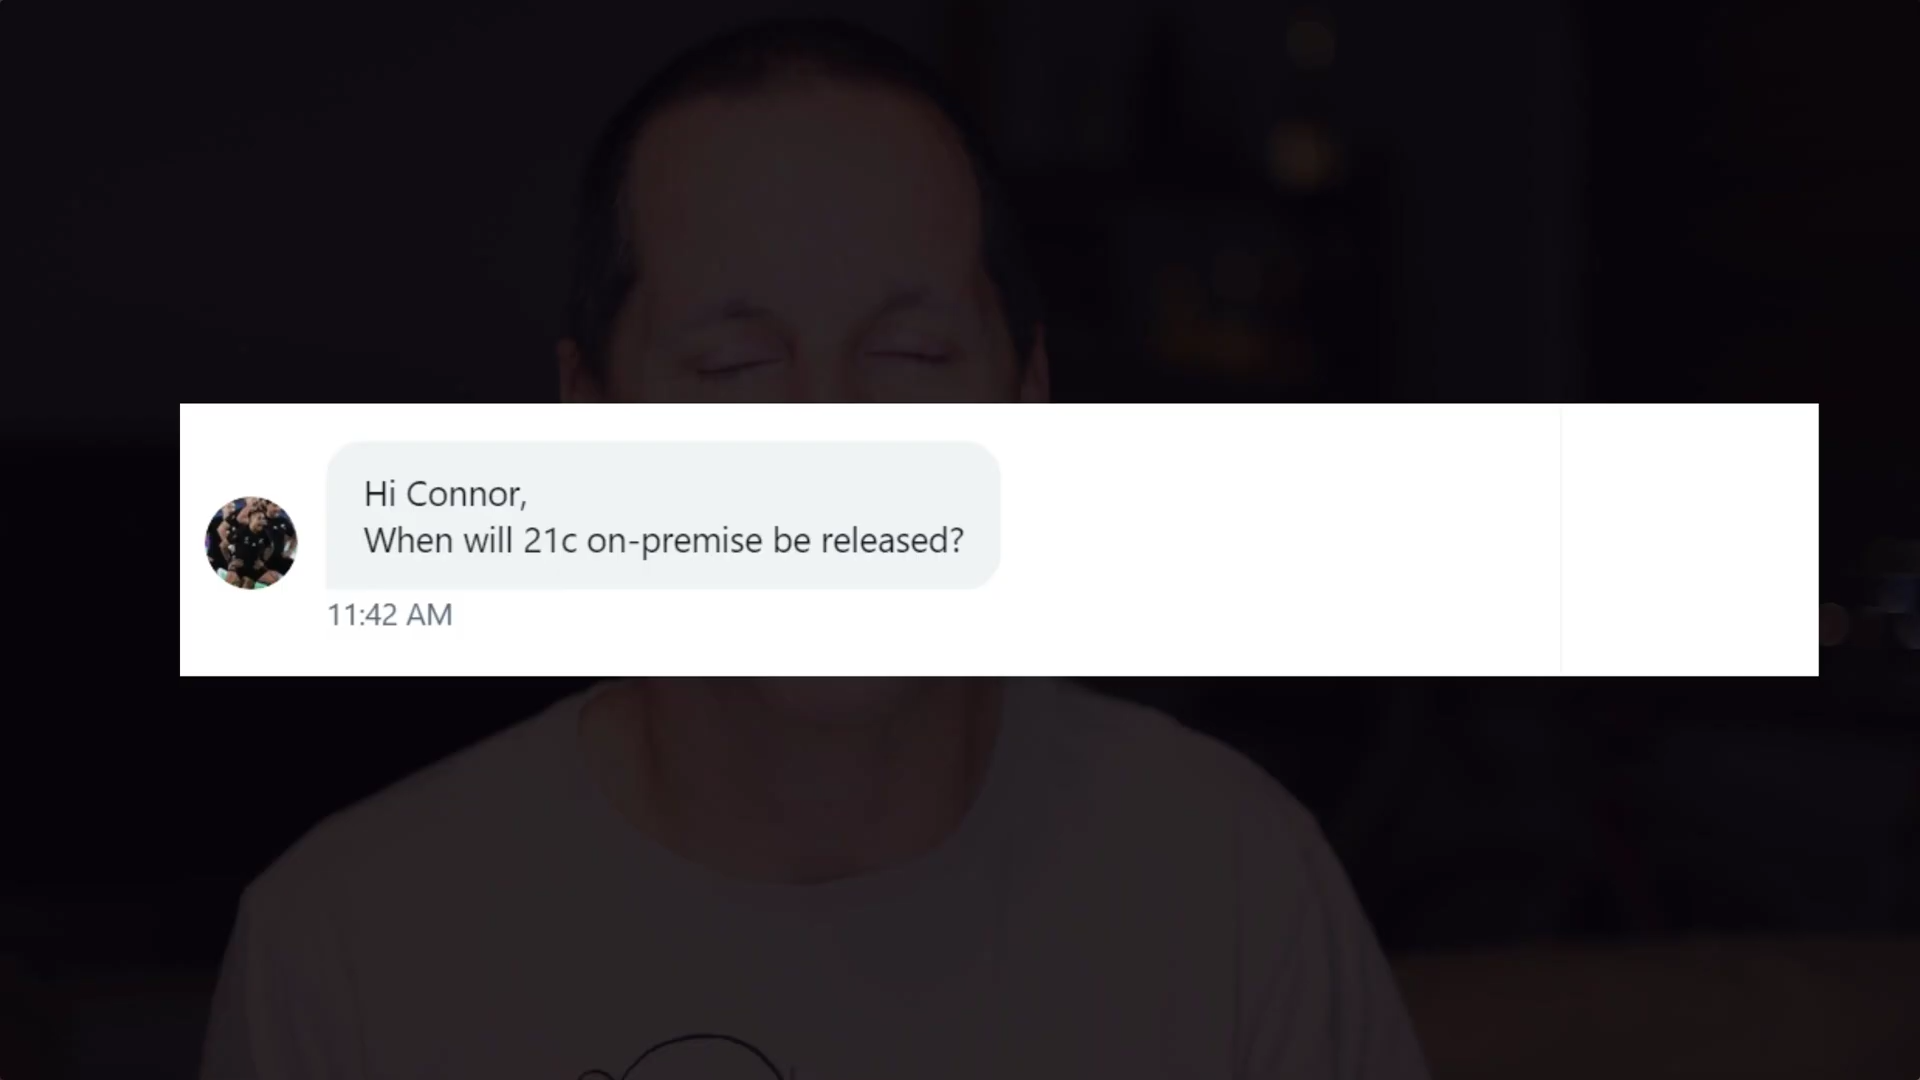 Hi Connor,
When will 21c on-premise be released?
11:42 AM